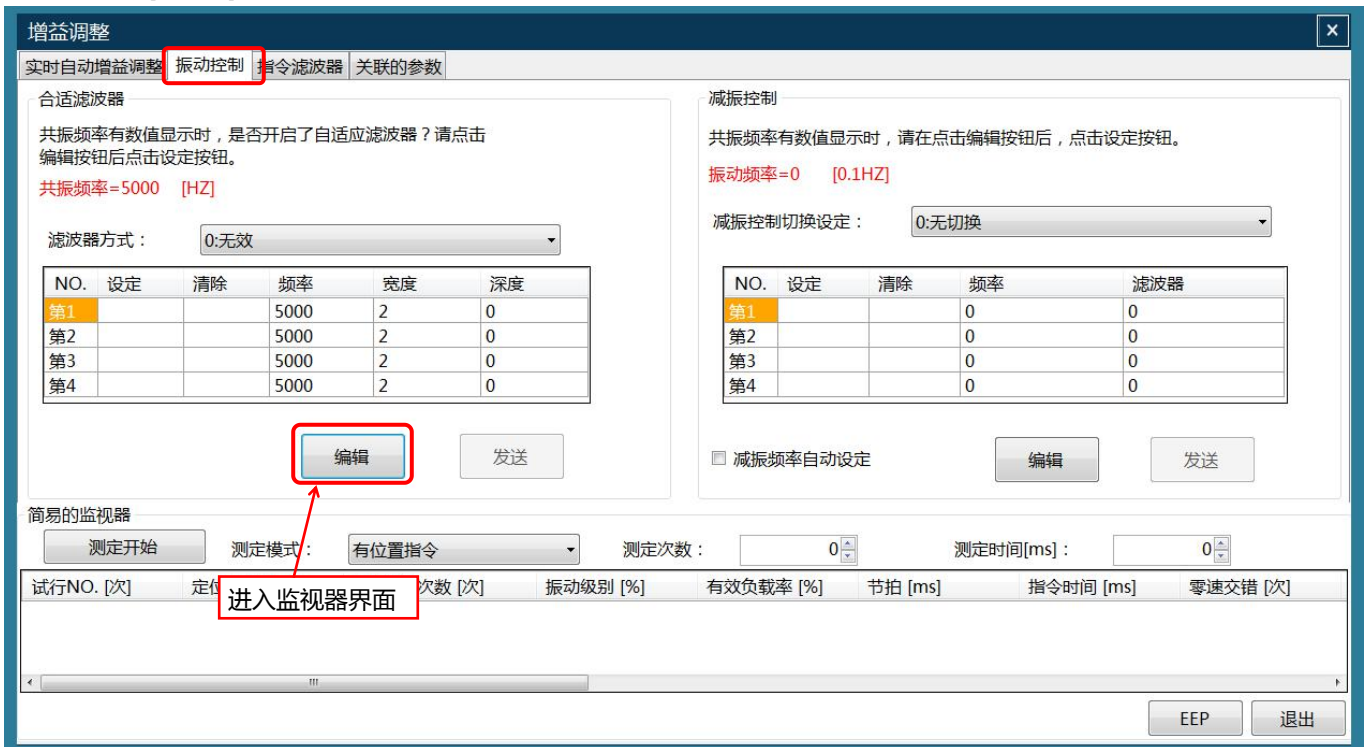 增益调整
实时自动增益调整 振动控制 指令滤波器 关联的参数
合适滤波器
共振频率有数值显示时，是否开启了自适应滤波器？请点击
编辑按钮后点击设定按钮。
共振频率=5000 [HZ]
滤波器方式： 0:无效
NO. 设定 清除 频率 宽度 深度
第1 5000 2 0
第2 5000 2 0
第3 5000 2 0
第4 5000 2 0
编辑 发送
减振控制
共振频率有数值显示时，请在点击编辑按钮后，点击设定按钮。
振动频率=0 [0.1HZ]
减振控制切换设定： 0:无切换
NO. 设定 清除 频率 滤波器
第1 0 0
第2 0 0
第3 0 0
第4 0 0
减振频率自动设定 编辑 发送
简易的监视器
测定开始 测定模式： 有位置指令 测定次数： 0 测定时间[ms]： 0
试行NO. [次] 次数 [次] 振动级别 [%] 有效负载率 [%] 节拍 [ms] 指令时间 [ms] 零速交错 [次]
进入监视器界面
EEP 退出